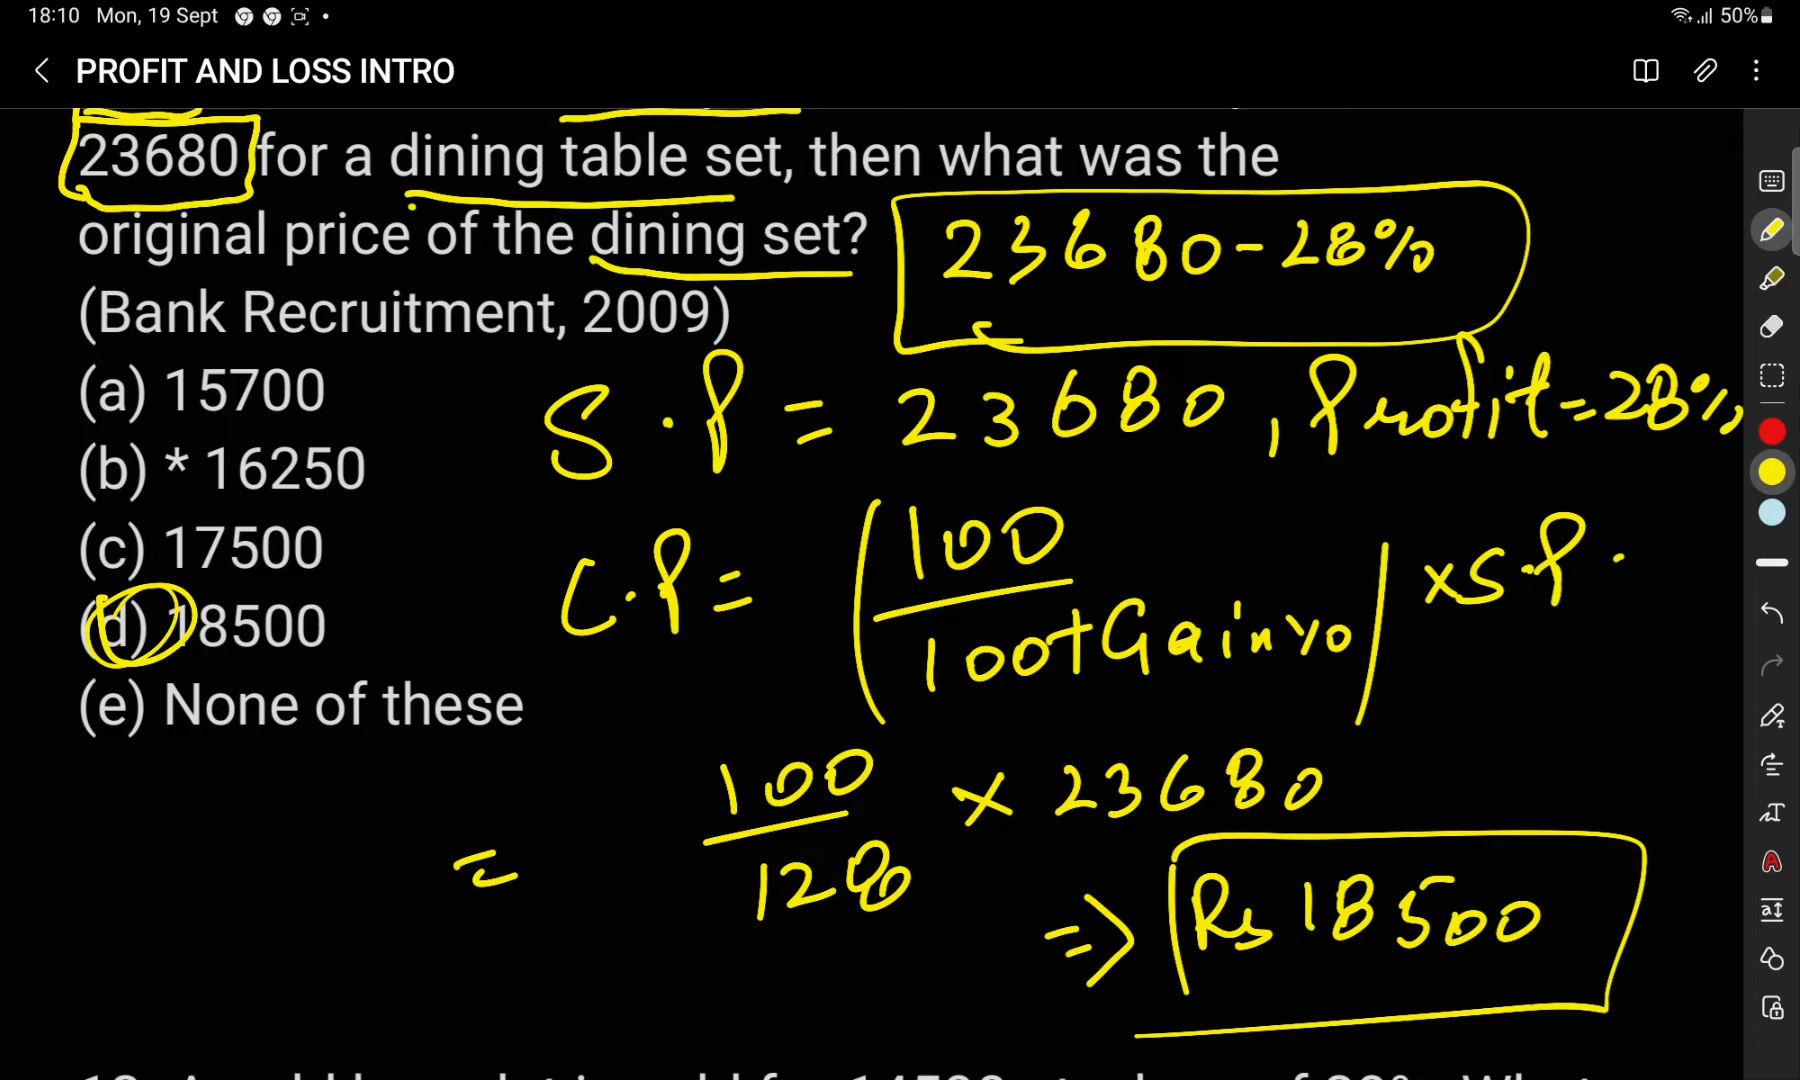 18:10 Mon, 19 Sept 50%
PROFIT AND LOSS INTRO
23680 for a dining table set, then what was the
original price of the dining set?
23680-28%
(Bank Recruitment, 2009)
(a) 15700
S.P = 23680, Profit=28%,
(b) * 16250
(c) 17500
C.P = (100/100+Gain%) x S.P.
(d) 18500
(e) None of these
= 100/128 x 23680
=> Rs 18500